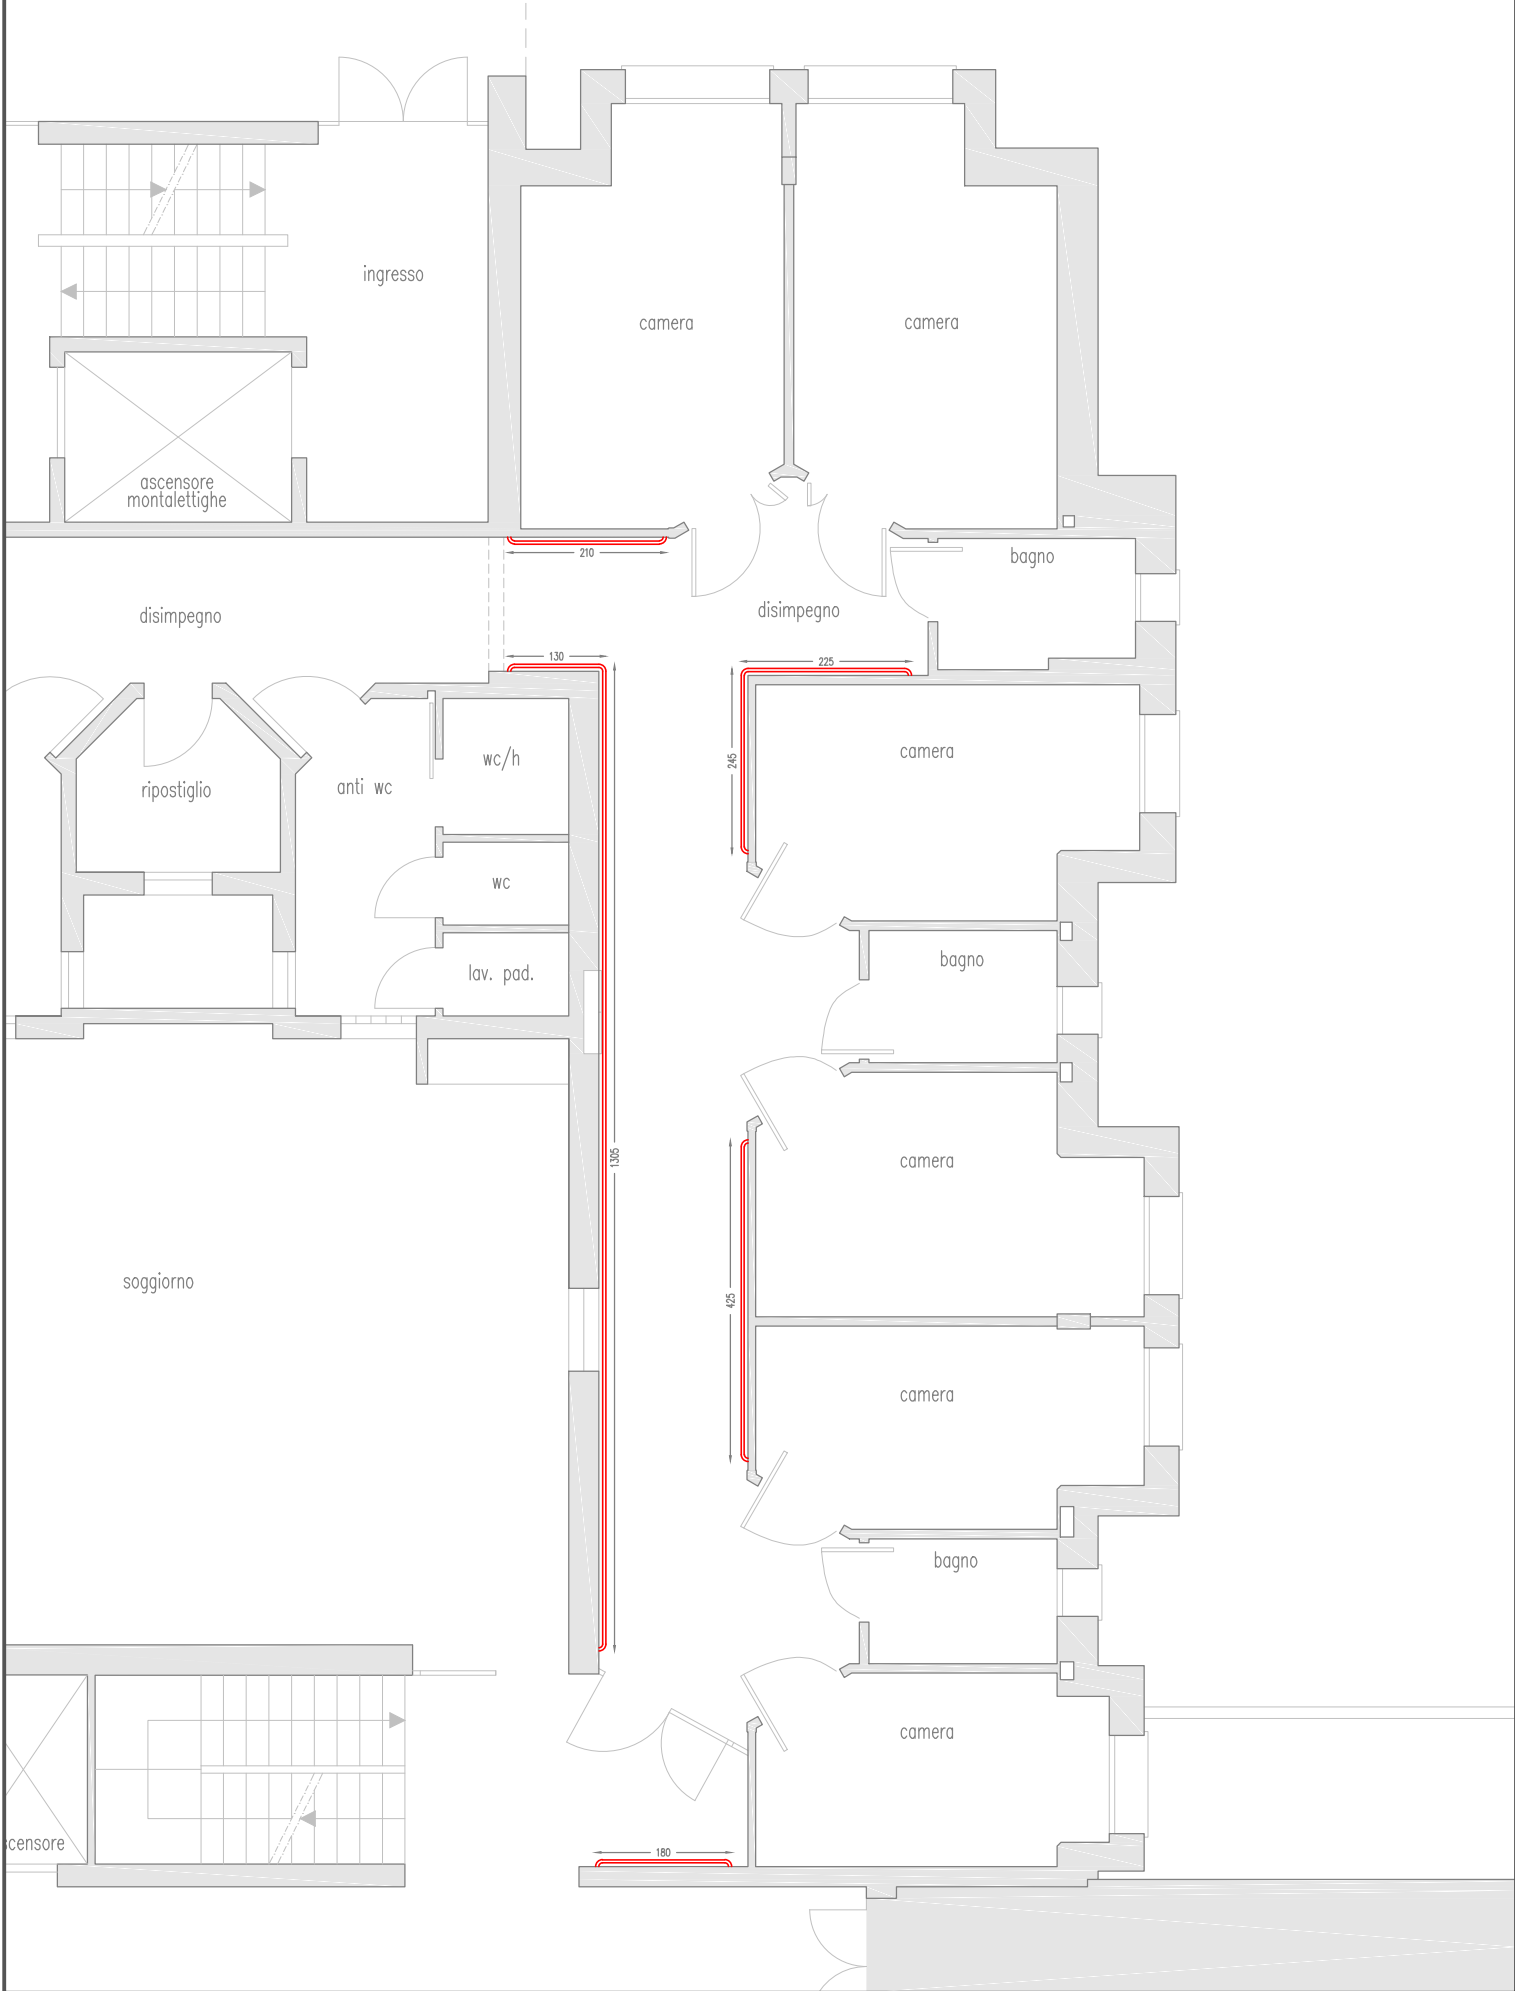 ingresso
camera
camera
ascensore
montalettighe
210
bagno
disimpegno
disimpegno
130
225
245
camera
wc/h
anti wc
ripostiglio
wc
bagno
lav. pad.
1305
camera
soggiorno
425
camera
bagno
camera
scensore
180